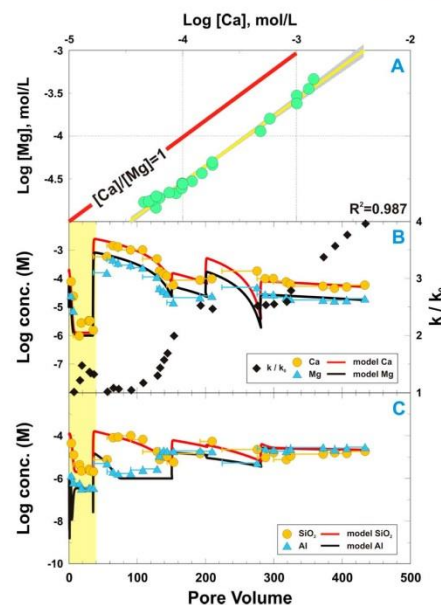 Log [Ca], mol/L
-5 -4 -3 -2
-3
-3.5
-4
-4.5
-5
Log [Mg], mol/L
A
[Ca]/[Mg]=1
R²=0.987
B
-2
-3
-4
-5
-6
-7
Log conc. (M)
4
3
2
1
k / k₀
k / k₀ Ca model Ca
Mg model Mg
C
-4
-6
-8
-10
Log conc. (M)
SiO₂ model SiO₂
Al model Al
0 100 200 300 400 500
Pore Volume